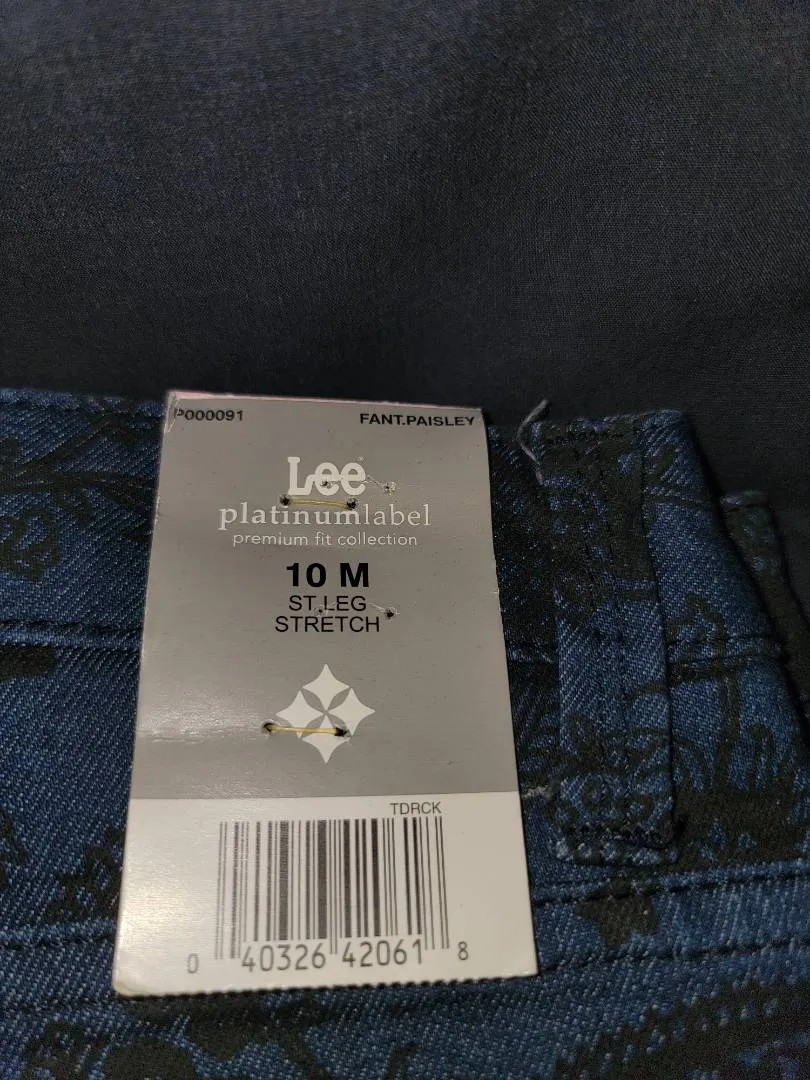 P000091 FANT.PAISLEY
Lee
platinumlabel
premium fit collection
10 M
ST.LEG
STRETCH
TDRCK
0 40326 42061 8